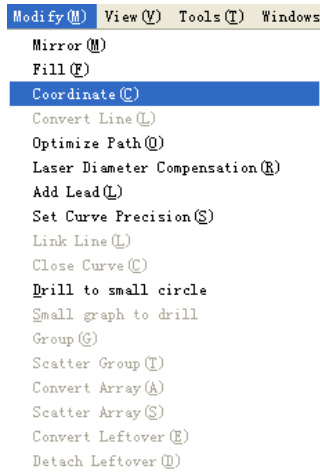 Modify(M) View(V) Tools(T) Windows
Mirror(M)
Fill(F)
Coordinate(C)
Convert Line(L)
Optimize Path(O)
Laser Diameter Compensation(R)
Add Lead(L)
Set Curve Precision(S)
Link Line(L)
Close Curve(C)
Drill to small circle
Small graph to drill
Group(G)
Scatter Group(T)
Convert Array(A)
Scatter Array(S)
Convert Leftover(E)
Detach Leftover(D)